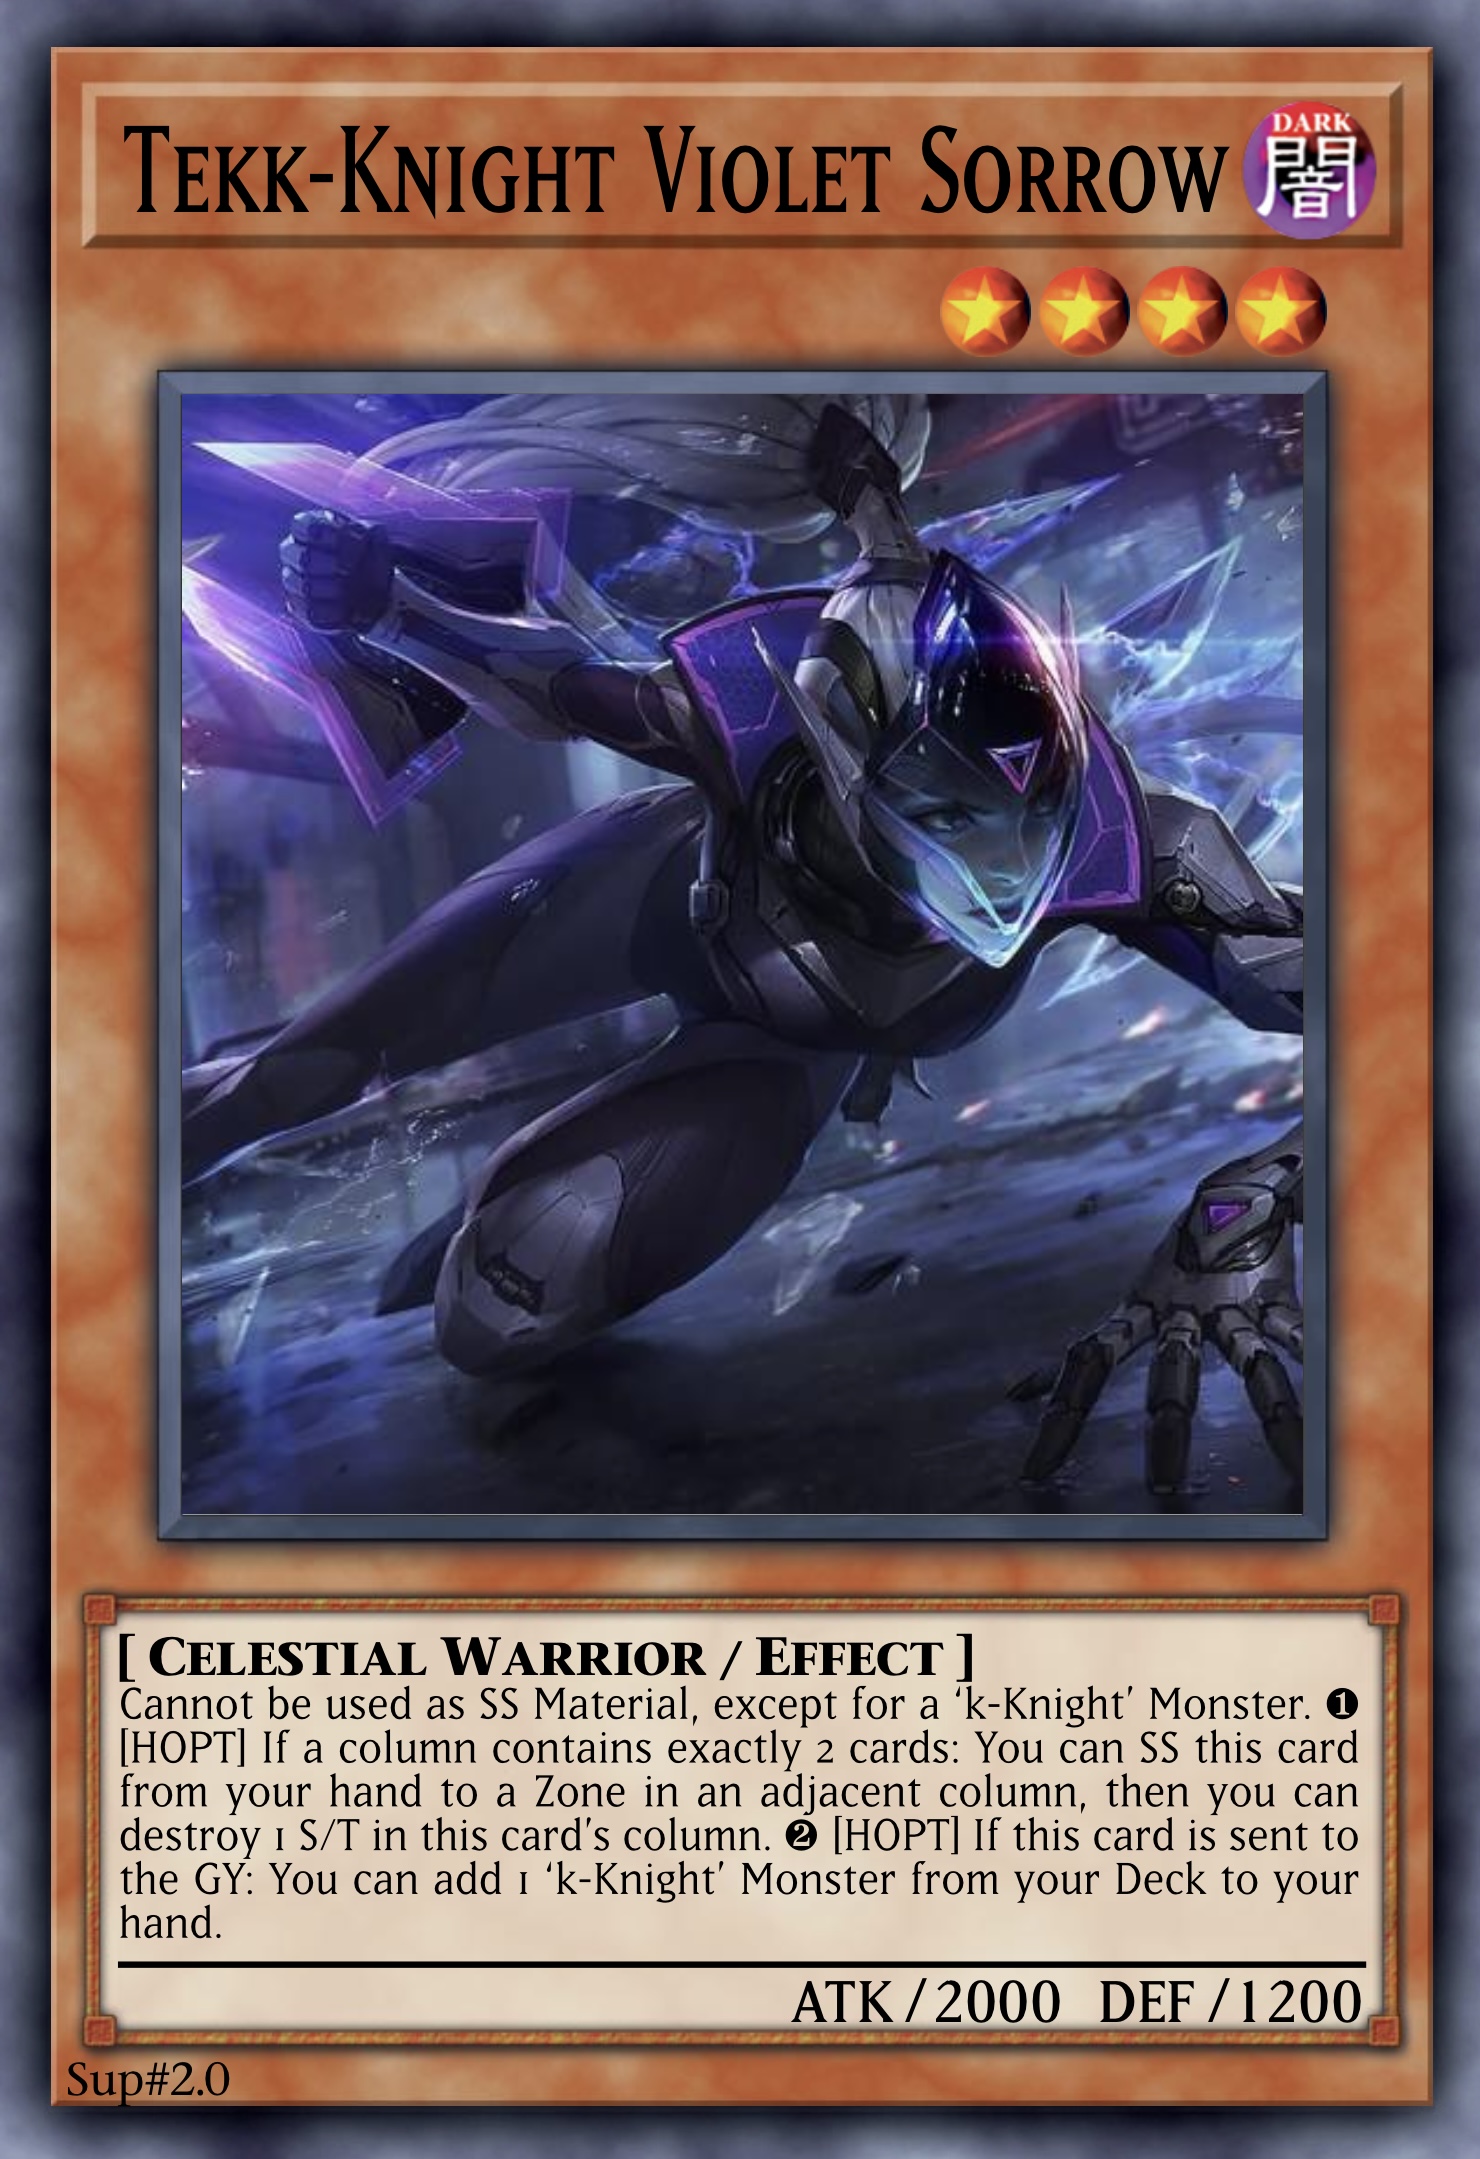 Tekk-Knight Violet Sorrow
DARK
闇
[ Celestial Warrior / Effect ]
Cannot be used as SS Material, except for a ‘k-Knight’ Monster. ❶
[HOPT] If a column contains exactly 2 cards: You can SS this card
from your hand to a Zone in an adjacent column, then you can
destroy 1 S/T in this card's column. ❷ [HOPT] If this card is sent to
the GY: You can add 1 ‘k-Knight’ Monster from your Deck to your
hand.
ATK/2000 DEF/1200
Sup#2.0